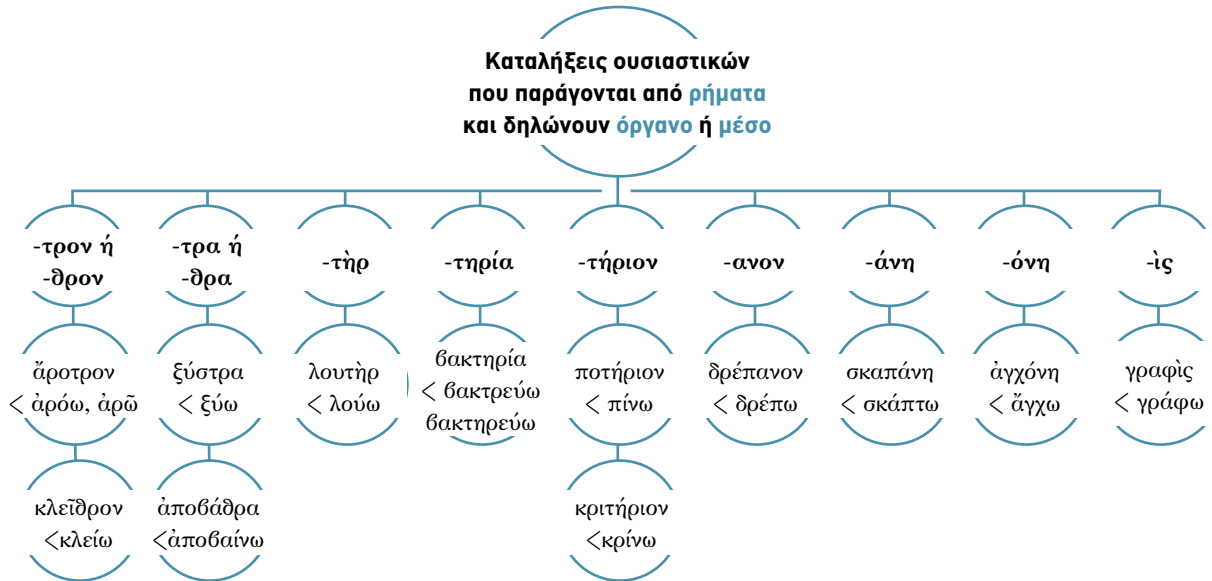 Καταλήξεις ουσιαστικών
που παράγονται από ρήματα
και δηλώνουν όργανο ή μέσο
-τρον ή
-θρον
-τρα ή
-θρα
-τὴρ
-τηρία
-τήριον
-ανον
-άνη
-όνη
-ὶς
ἄροτρον
< ἀρόω, ἀρῶ
ξύστρα
< ξύω
λουτὴρ
< λούω
βακτηρία
< βακτρεύω
βακτηρεύω
ποτήριον
< πίνω
δρέπανον
< δρέπω
σκαπάνη
< σκάπτω
ἀγχόνη
< ἄγχω
γραφὶς
< γράφω
κλεῖθρον
<κλείω
ἀποβάθρα
<ἀποβαίνω
κριτήριον
<κρίνω